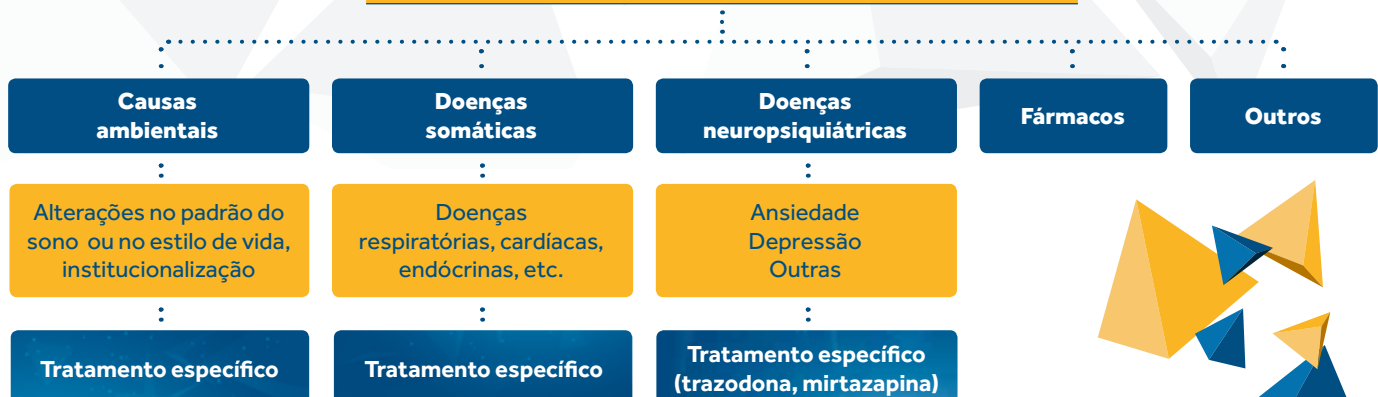 Causas
ambientais
Doenças
somáticas
Doenças
neuropsiquiátricas
Fármacos
Outros
Alterações no padrão do
sono ou no estilo de vida,
institucionalização
Doenças
respiratórias, cardíacas,
endócrinas, etc.
Ansiedade
Depressão
Outras
Tratamento específico
Tratamento específico
Tratamento específico
(trazodona, mirtazapina)